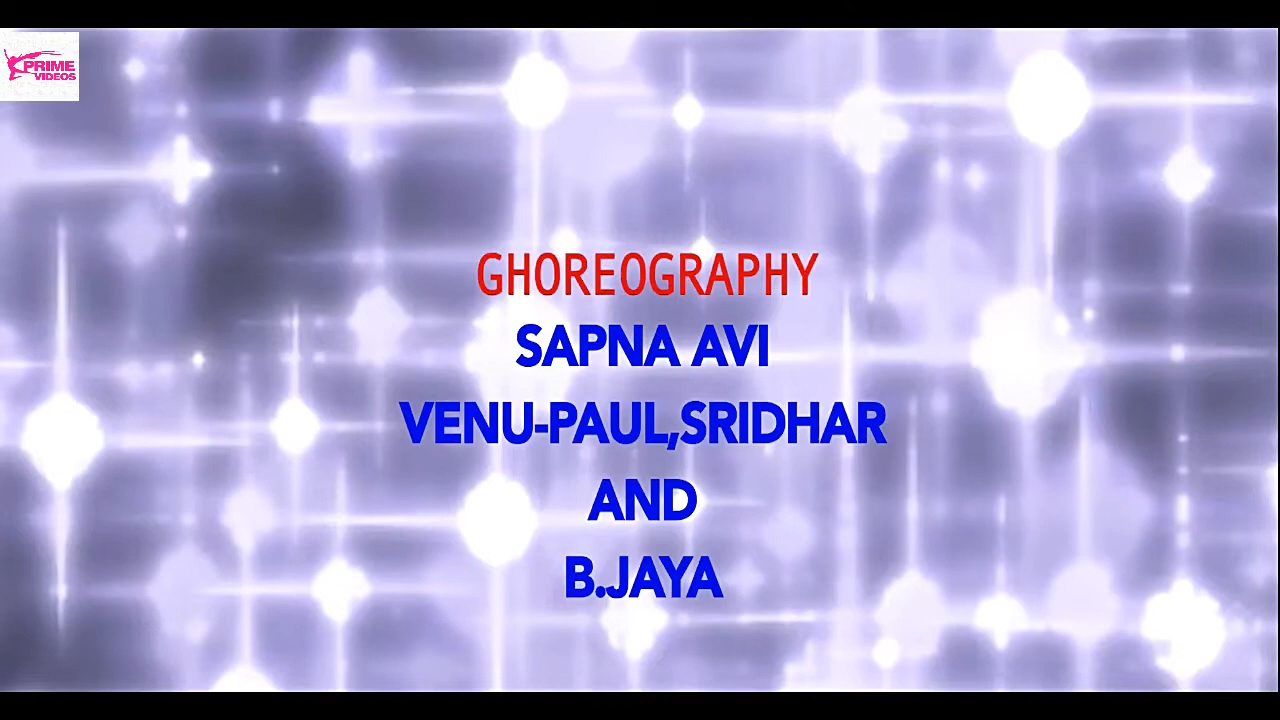 PRIME
VIDEOS
GHOREOGRAPHY
SAPNA AVI
VENU-PAUL,SRIDHAR
AND
B.JAYA